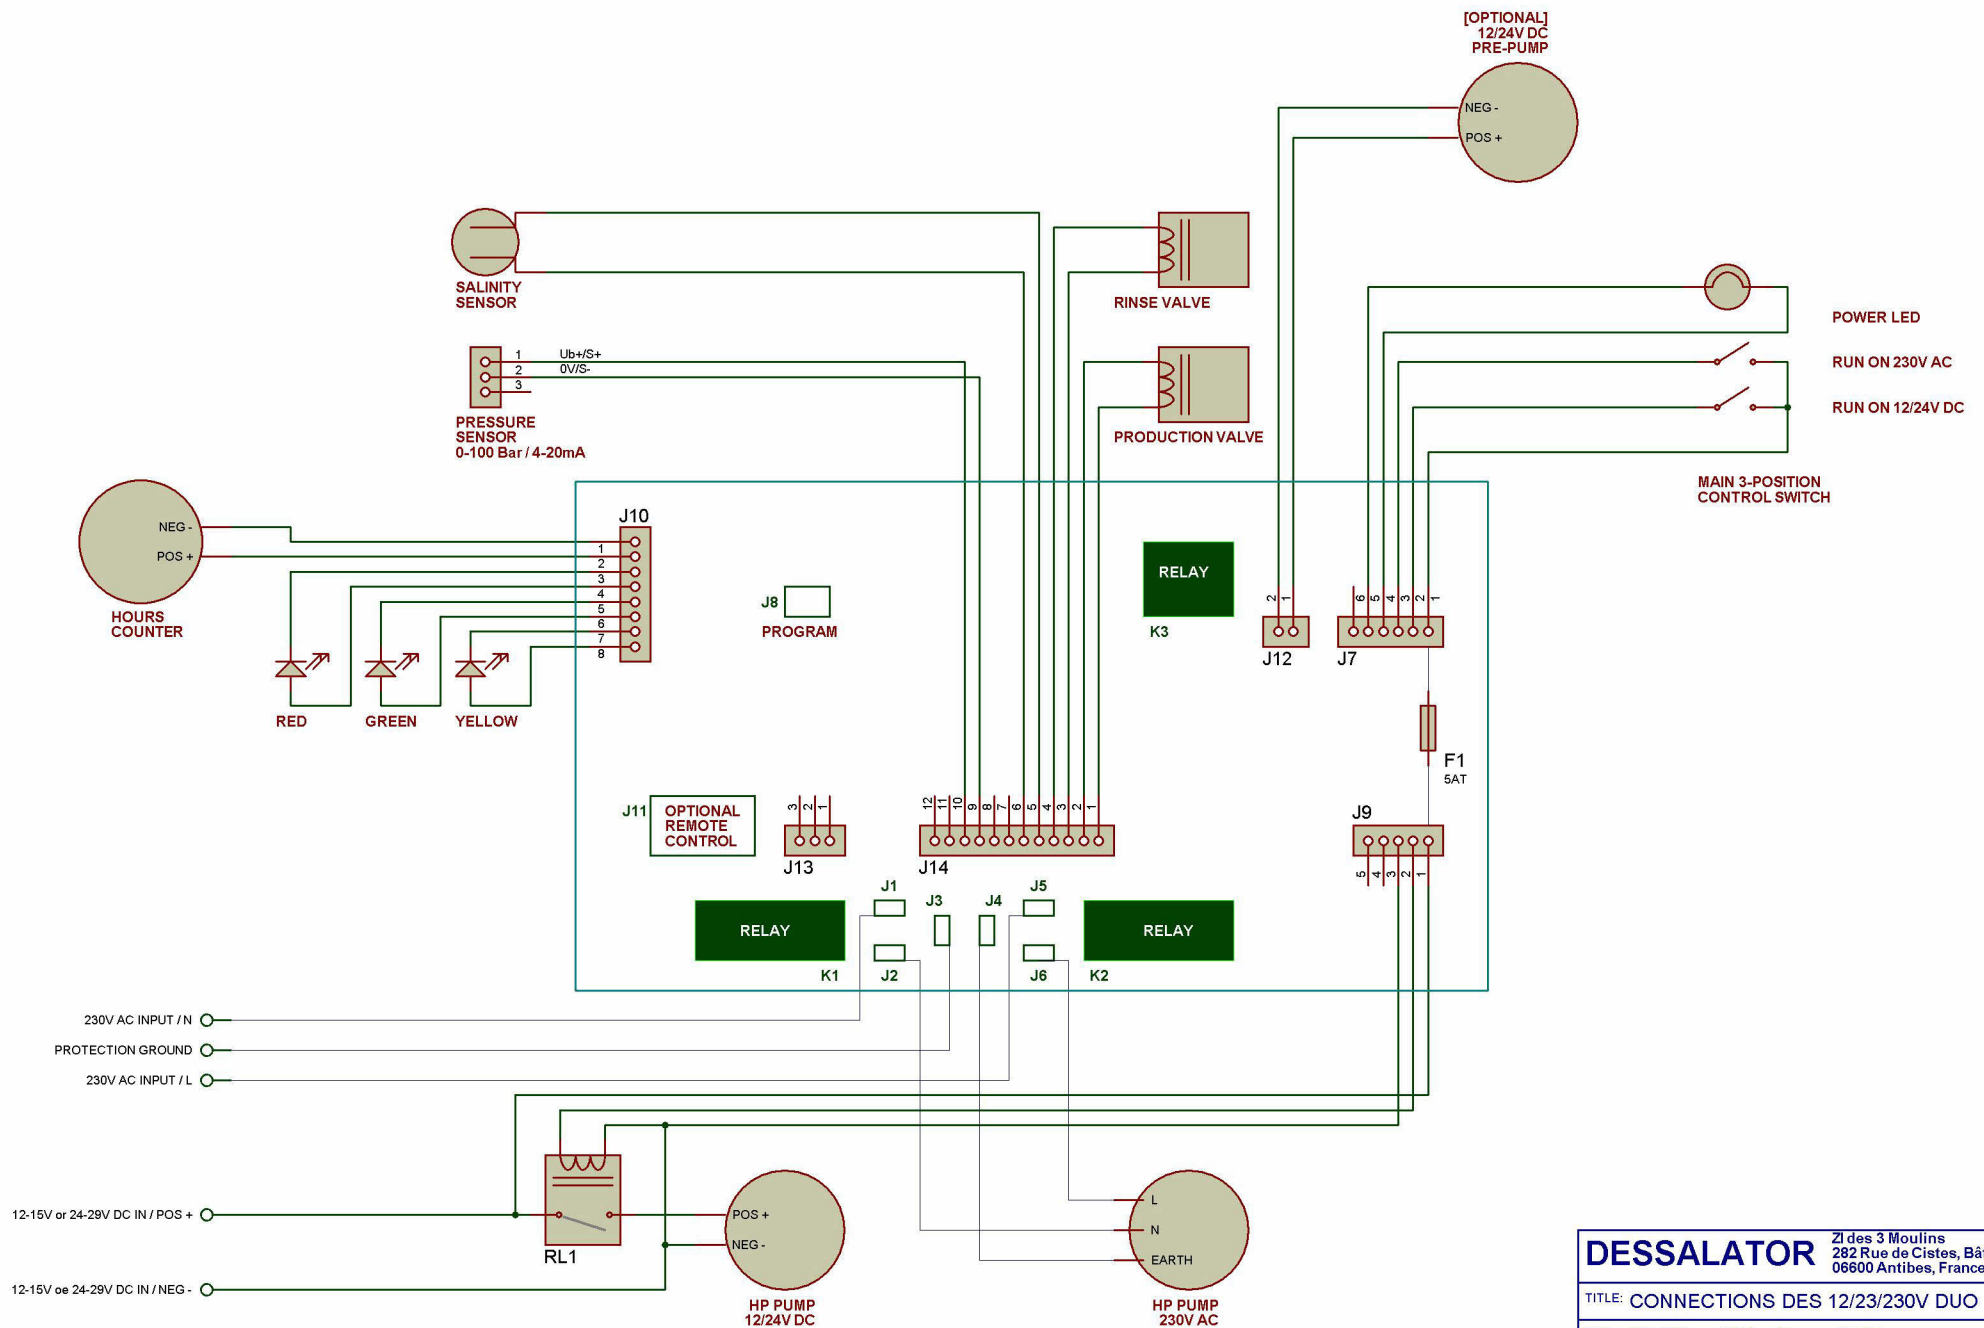 [OPTIONAL]
12/24V DC
PRE-PUMP
NEG -
POS +
SALINITY
SENSOR
RINSE VALVE
POWER LED
RUN ON 230V AC
RUN ON 12/24V DC
MAIN 3-POSITION
CONTROL SWITCH
1 Ub+/S+
2 0V/S-
3
PRESSURE
SENSOR
0-100 Bar / 4-20mA
PRODUCTION VALVE
NEG -
POS +
HOURS
COUNTER
J10
1
2
3
4
5
6
7
8
RED
GREEN
YELLOW
J8
PROGRAM
RELAY
K3
2 1
J12
6 5 4 3 2 1
J7
F1
5AT
J11
OPTIONAL
REMOTE
CONTROL
3 2 1
J13
12 11 10 9 8 7 6 5 4 3 2 1
J14
J9
5 4 3 2 1
RELAY
K1
J1
J2
J3
J4
J5
J6
RELAY
K2
230V AC INPUT / N
PROTECTION GROUND
230V AC INPUT / L
12-15V or 24-29V DC IN / POS +
12-15V oe 24-29V DC IN / NEG -
RL1
POS +
NEG -
HP PUMP
12/24V DC
L
N
EARTH
HP PUMP
230V AC
DESSALATOR
ZI des 3 Moulins
282 Rue de Cistes, Bât
06600 Antibes, France
TITLE: CONNECTIONS DES 12/23/230V DUO